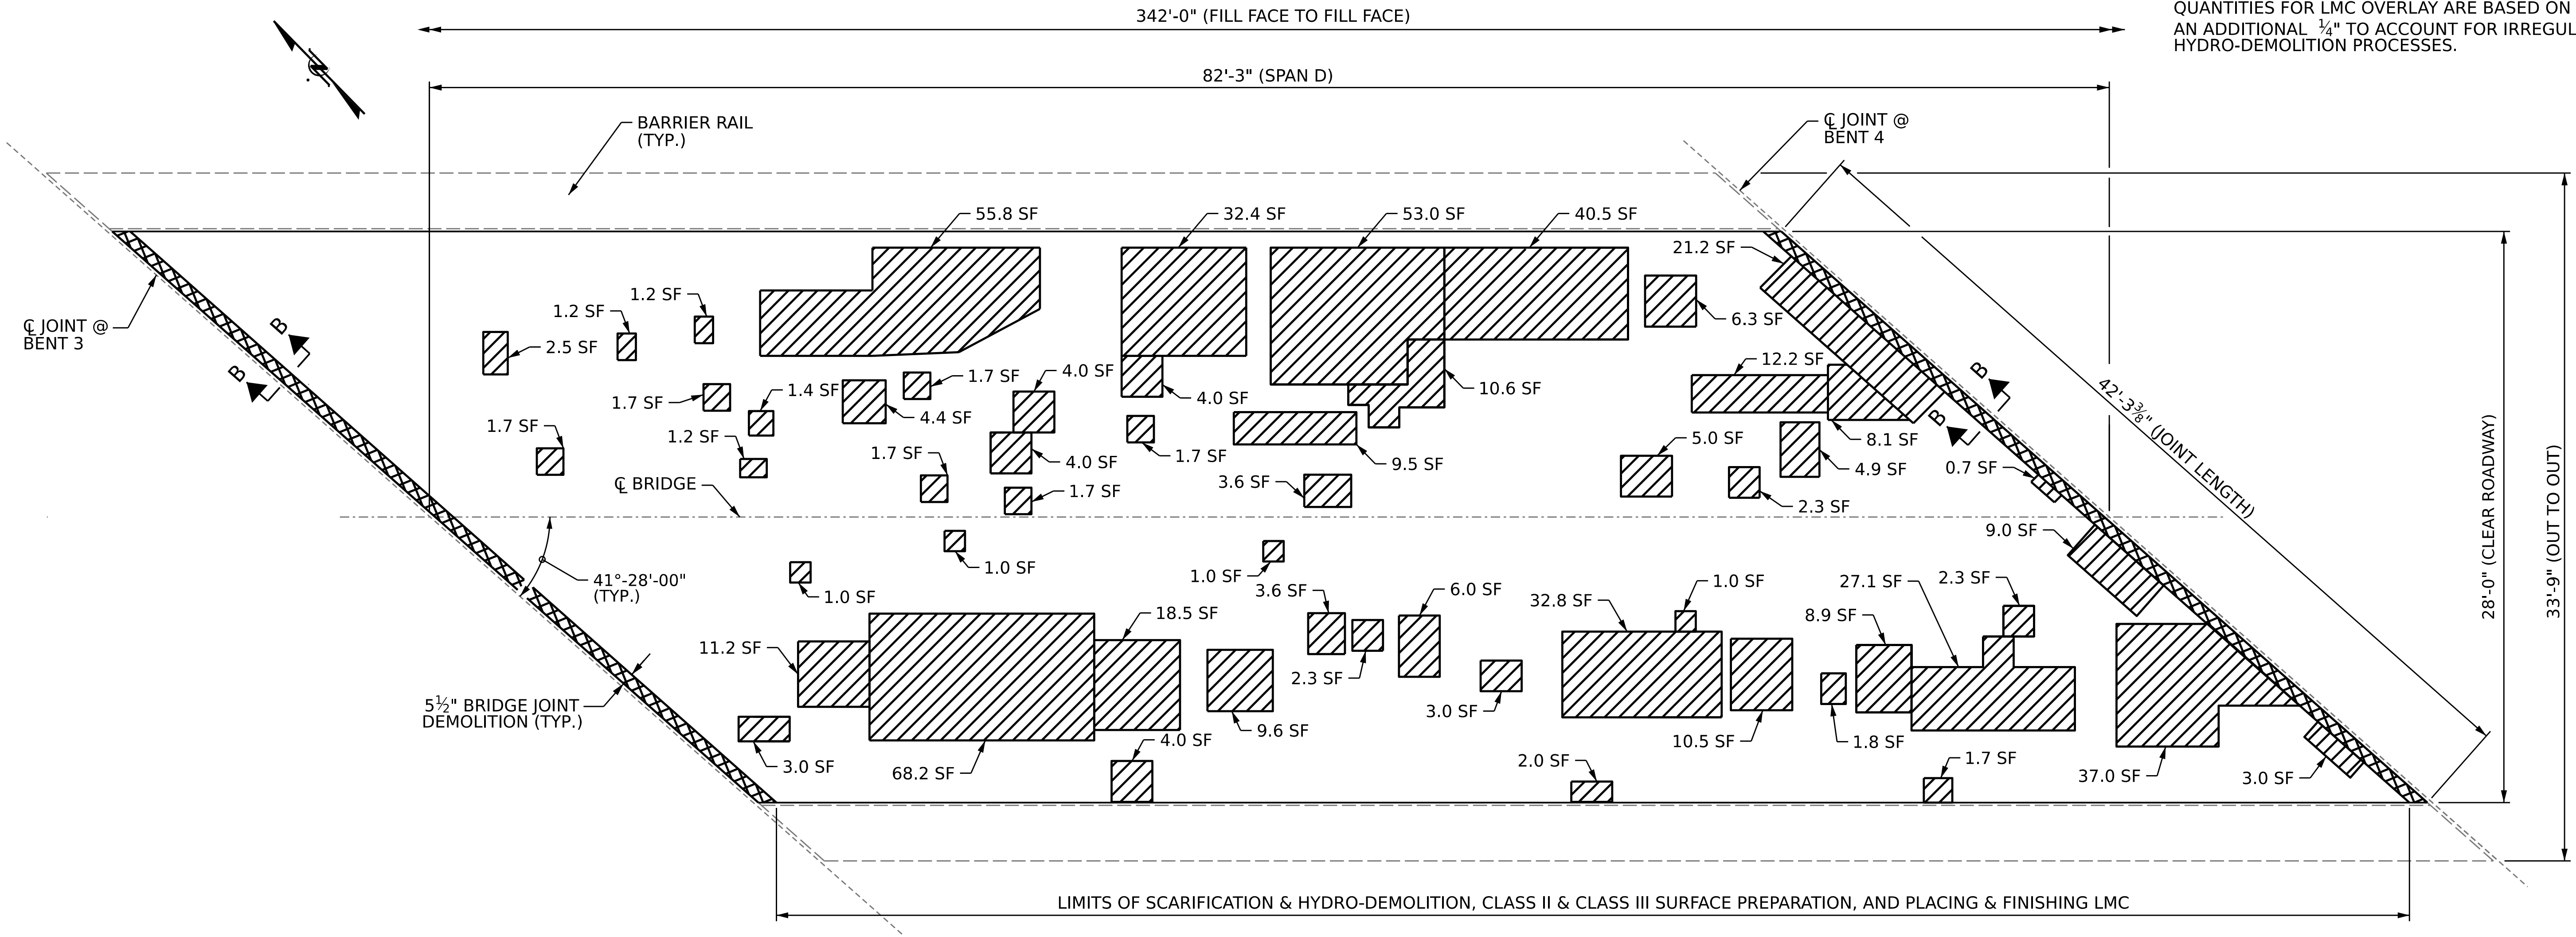 342'-0" (FILL FACE TO FILL FACE)
QUANTITIES FOR LMC OVERLAY ARE BASED ON
AN ADDITIONAL ¼" TO ACCOUNT FOR IRREGUL
HYDRO-DEMOLITION PROCESSES.
82'-3" (SPAN D)
N
BARRIER RAIL
(TYP.)
℄ JOINT @
BENT 4
55.8 SF
32.4 SF
53.0 SF
40.5 SF
21.2 SF
1.2 SF
1.2 SF
2.5 SF
6.3 SF
℄ JOINT @
BENT 3
B
B
12.2 SF
1.7 SF
4.0 SF
1.4 SF
4.4 SF
1.7 SF
4.0 SF
10.6 SF
B
B
42'-3⅜" (JOINT LENGTH)
1.7 SF
1.2 SF
1.7 SF
4.0 SF
1.7 SF
9.5 SF
5.0 SF
8.1 SF
4.9 SF
0.7 SF
℄ BRIDGE
1.7 SF
3.6 SF
2.3 SF
28'-0" (CLEAR ROADWAY)
33'-9" (OUT TO OUT)
9.0 SF
41°-28'-00"
(TYP.)
1.0 SF
1.0 SF
1.0 SF
3.6 SF
6.0 SF
32.8 SF
1.0 SF
27.1 SF
2.3 SF
18.5 SF
8.9 SF
11.2 SF
2.3 SF
5½" BRIDGE JOINT
DEMOLITION (TYP.)
3.0 SF
9.6 SF
4.0 SF
10.5 SF
1.8 SF
3.0 SF
68.2 SF
2.0 SF
1.7 SF
37.0 SF
3.0 SF
LIMITS OF SCARIFICATION & HYDRO-DEMOLITION, CLASS II & CLASS III SURFACE PREPARATION, AND PLACING & FINISHING LMC